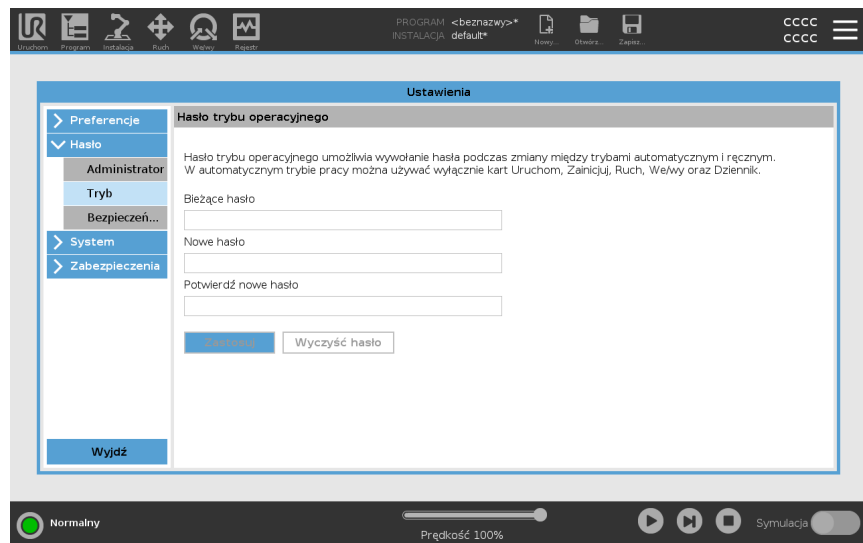 UR
PROGRAM <beznazwy>*
INSTALACJA default*
Uruchom Program Instalacja Ruch We/wy Rejestr
Nowy... Otwórz... Zapisz...
CCCC
CCCC
Ustawienia
Preferencje
Hasło
Administrator
Tryb
Bezpieczeń...
System
Zabezpieczenia
Wyjdź
Hasło trybu operacyjnego
Hasło trybu operacyjnego umożliwia wywołanie hasła podczas zmiany między trybami automatycznym i ręcznym.
W automatycznym trybie pracy można używać wyłącznie kart Uruchom, Zainicjuj, Ruch, We/wy oraz Dziennik.
Bieżące hasło
Nowe hasło
Potwierdź nowe hasło
Zastosuj Wyczyść hasło
Normalny
Prędkość 100%
Symulacja